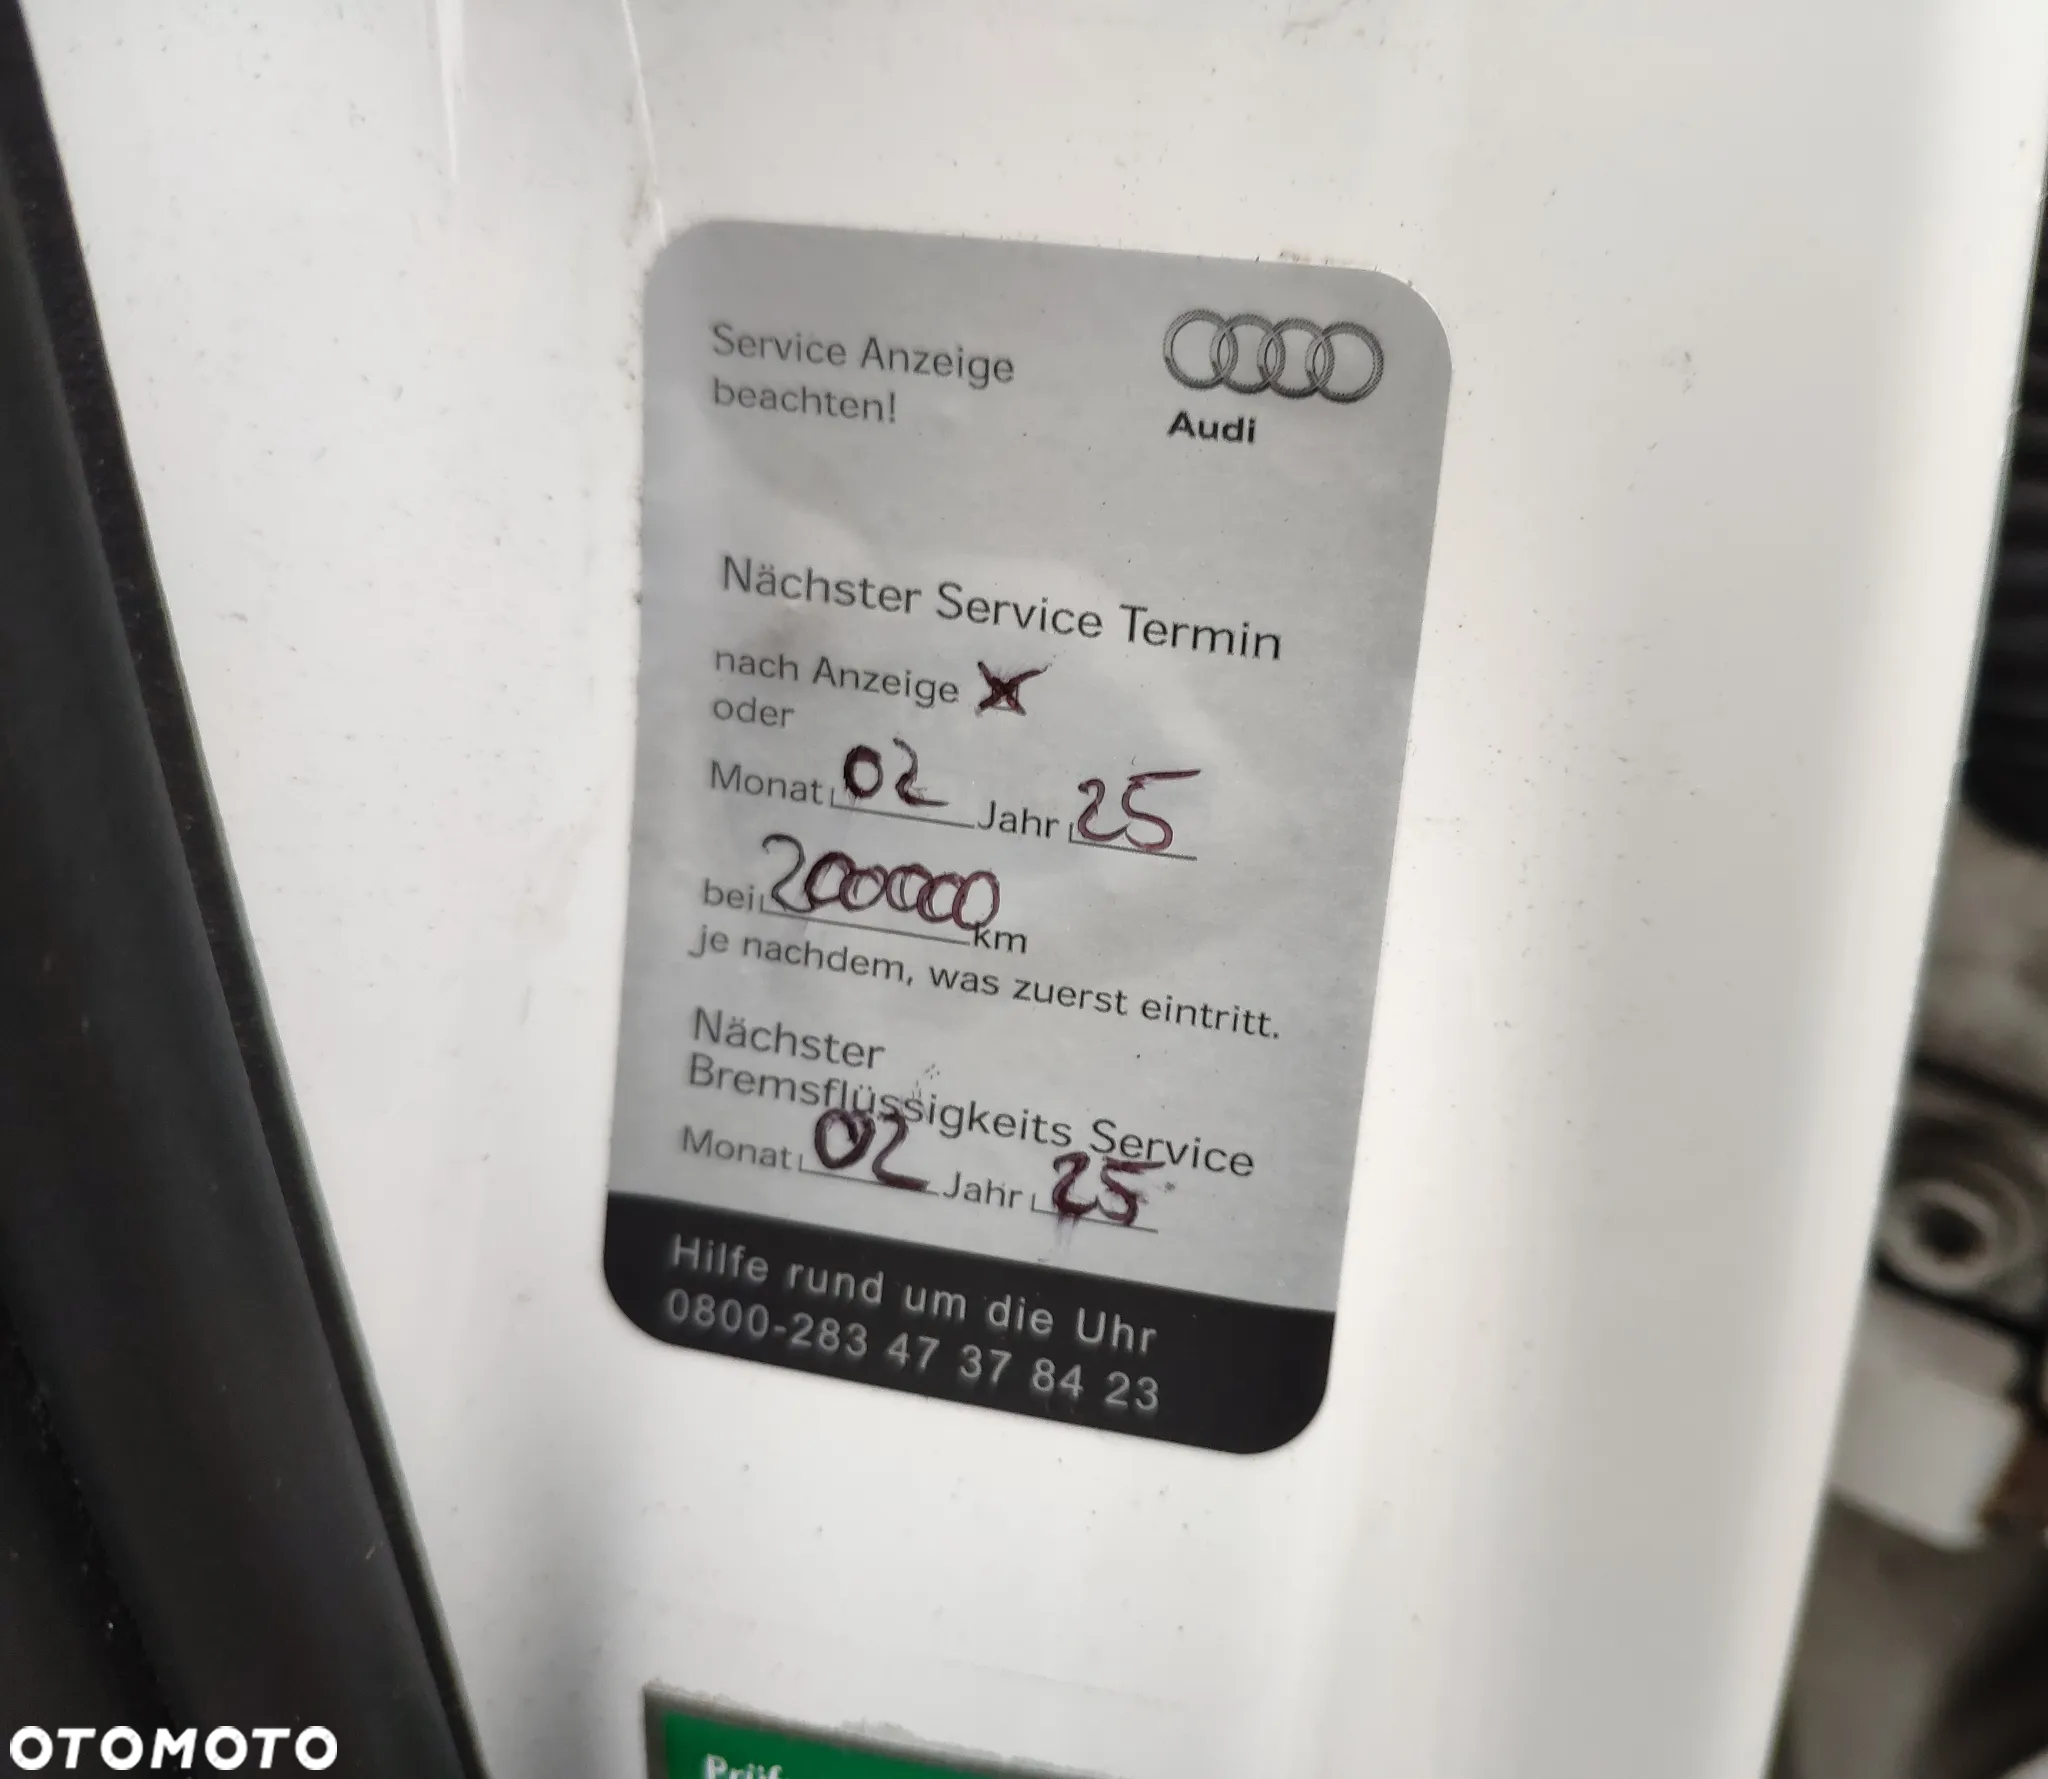 Service Anzeige
beachten!
Audi
Nächster Service Termin
nach Anzeige X
oder
Monat 02 Jahr 25
bei 200000 km
je nachdem, was zuerst eintritt.
Nächster
Bremsflüssigkeits Service
Monat 02 Jahr 25
Hilfe rund um die Uhr
0800-283 47 37 84 23
OTOMOTO